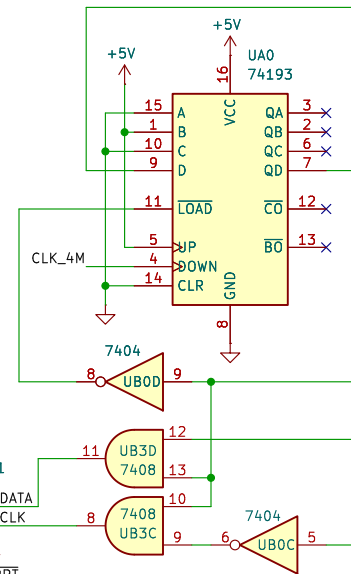 +5V
+5V
UA0
74193
16
VCC
15 A QA 3
1 B QB 2
10 C QC 6
9 D QD 7
11 LOAD CO 12
5 UP BO 13
CLK_4M 4 DOWN
14 CLR
GND
8
7404
8 UB0D 9
12
11 UB3D
7408
13
DATA
10
7408
CLK 8 UB3C
9
7404
6 UB0C 5